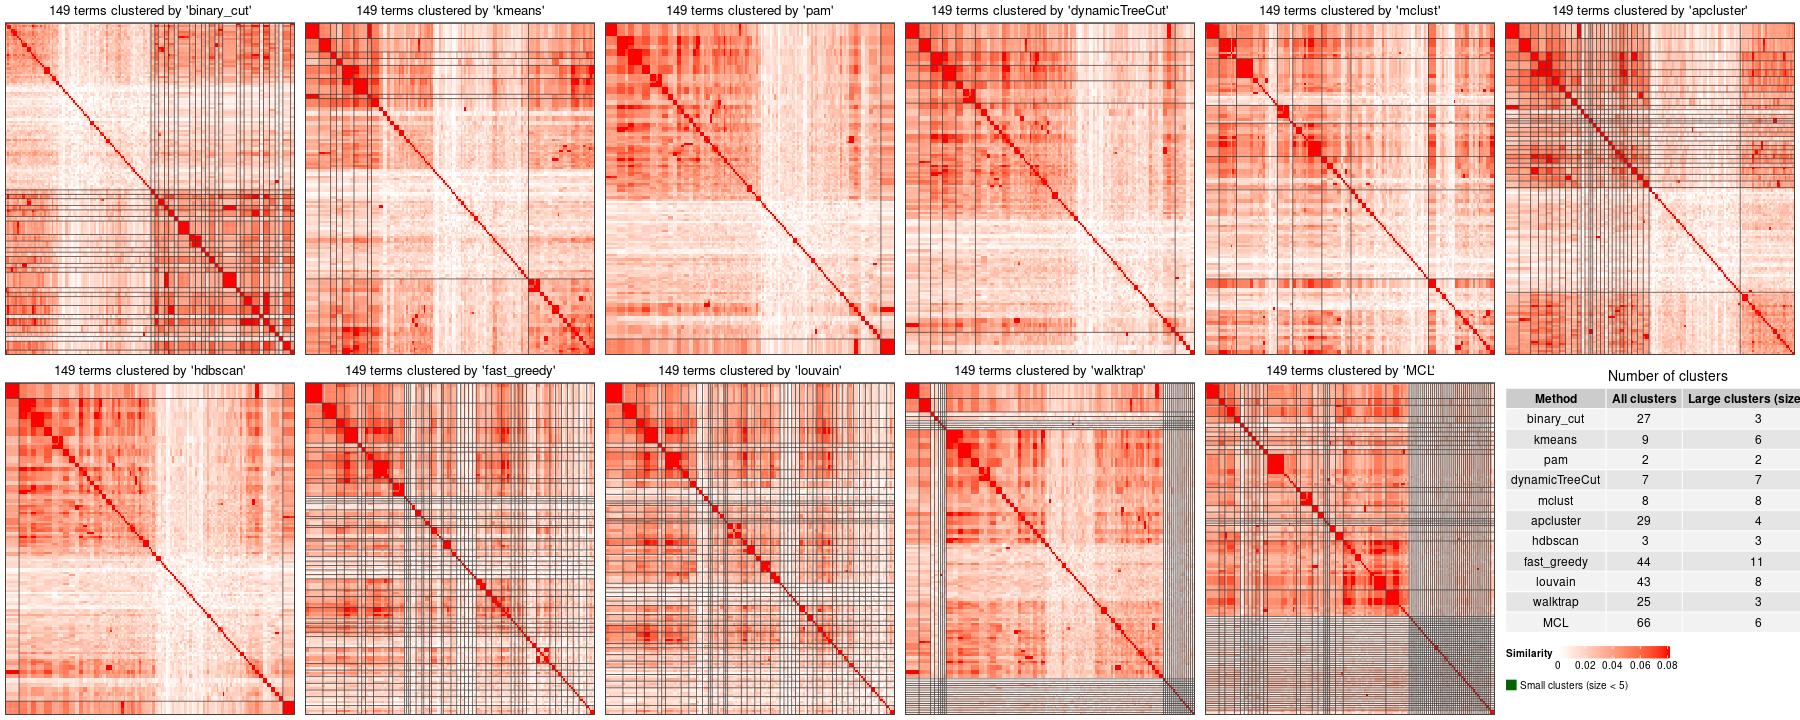 149 terms clustered by 'binary_cut'
149 terms clustered by 'kmeans'
149 terms clustered by 'pam'
149 terms clustered by 'dynamicTreeCut'
149 terms clustered by 'mclust'
149 terms clustered by 'apcluster'
149 terms clustered by 'hdbscan'
149 terms clustered by 'fast_greedy'
149 terms clustered by 'louvain'
149 terms clustered by 'walktrap'
149 terms clustered by 'MCL'
Number of clusters
Method All clusters Large clusters (size
binary_cut 27 3
kmeans 9 6
pam 2 2
dynamicTreeCut 7 7
mclust 8 8
apcluster 29 4
hdbscan 3 3
fast_greedy 44 11
louvain 43 8
walktrap 25 3
MCL 66 6
Similarity
0 0.02 0.04 0.06 0.08
Small clusters (size < 5)